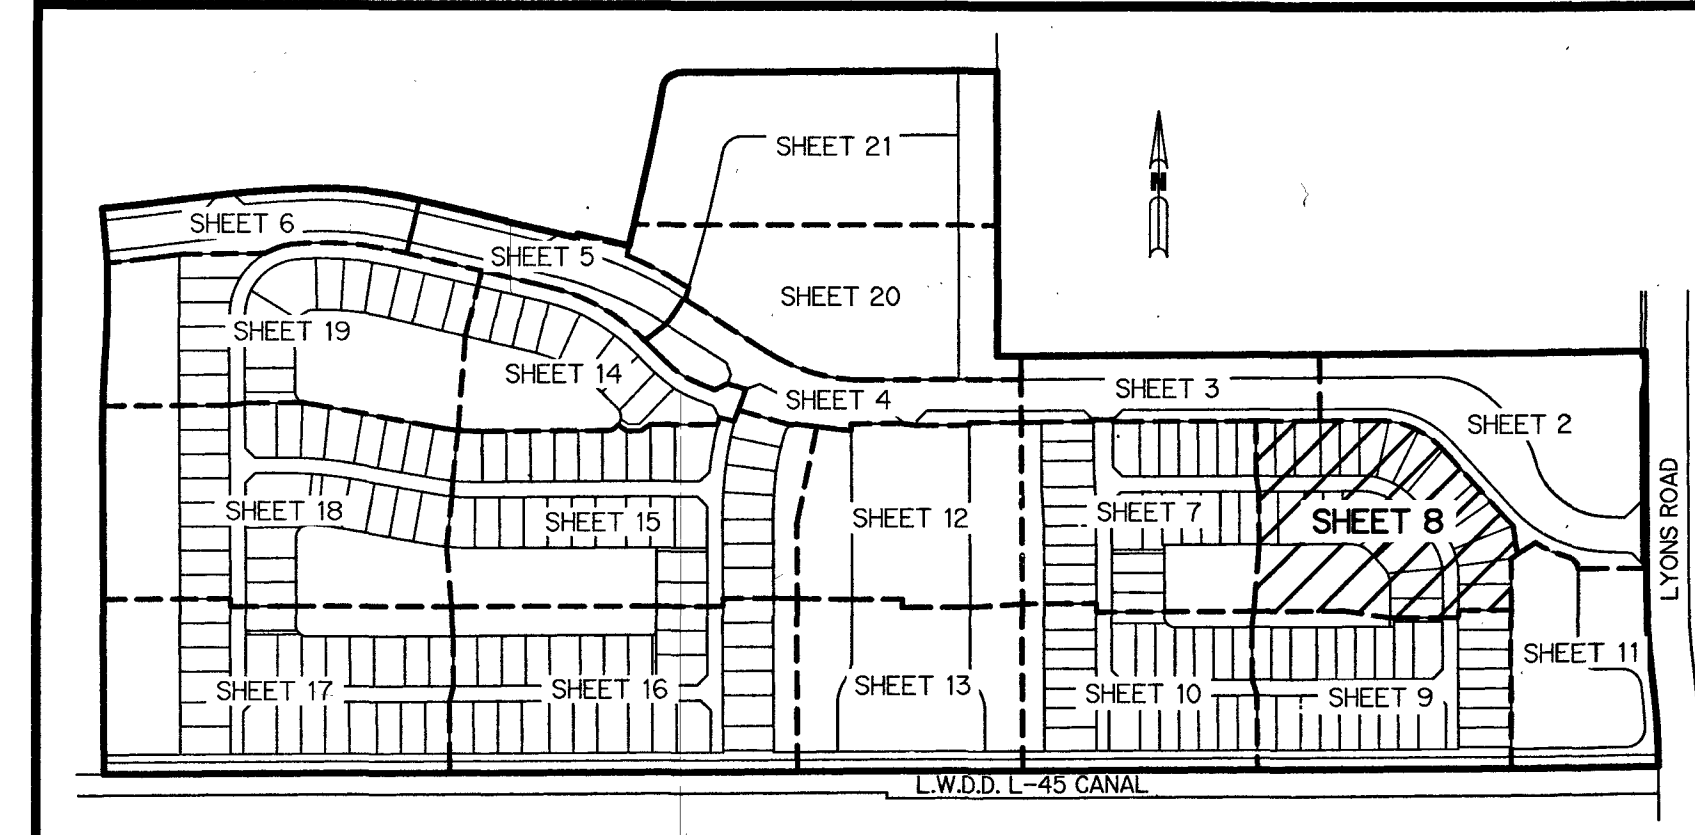 SHEET 21
N
SHEET 6
SHEET 5
SHEET 20
SHEET 19
SHEET 14
SHEET 4
SHEET 3
SHEET 2
SHEET 18
SHEET 15
SHEET 12
SHEET 7
SHEET 8
LYONS ROAD
SHEET 17
SHEET 16
SHEET 13
SHEET 10
SHEET 9
SHEET 11
L.W.D.D. L-45 CANAL